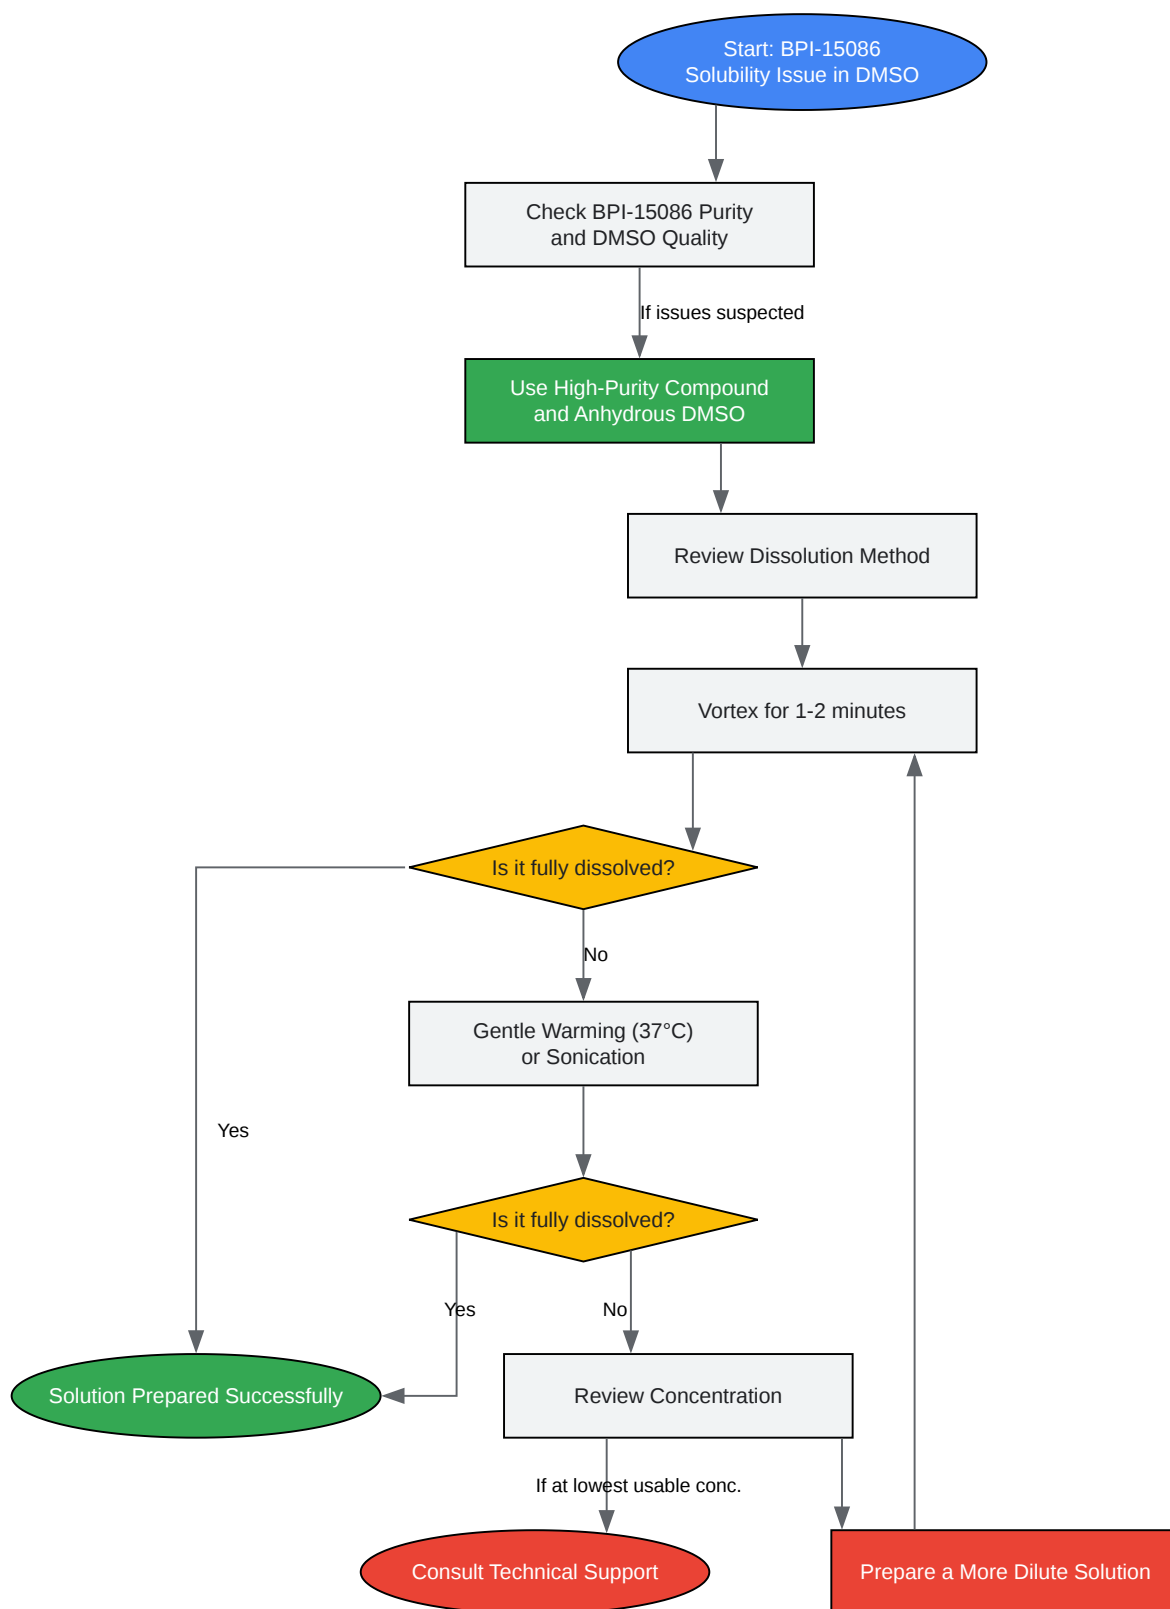 Start: BPI-15086
Solubility Issue in DMSO
Check BPI-15086 Purity
and DMSO Quality
If issues suspected
Use High-Purity Compound
and Anhydrous DMSO
Review Dissolution Method
Vortex for 1-2 minutes
Is it fully dissolved?
No
Gentle Warming (37°C)
or Sonication
Yes
Is it fully dissolved?
Yes
No
Solution Prepared Successfully
Review Concentration
If at lowest usable conc.
Consult Technical Support
Prepare a More Dilute Solution